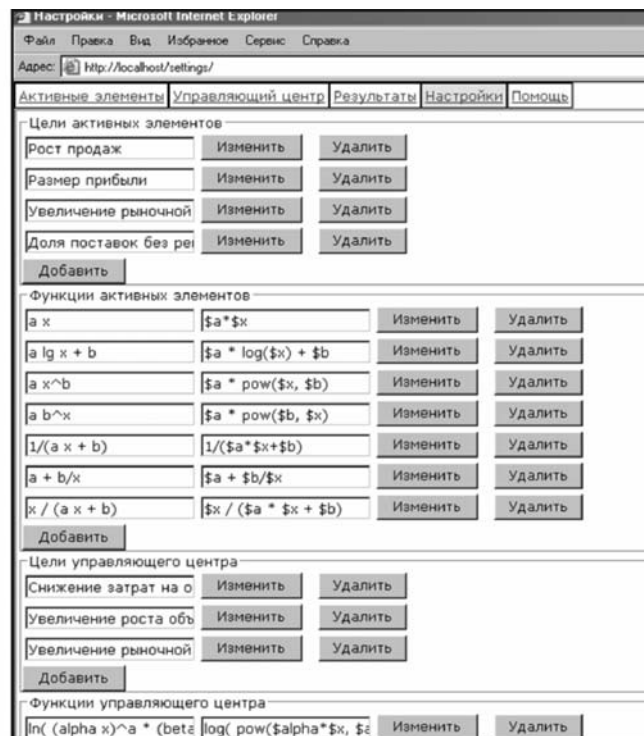 Настройки - Microsoft Internet Explorer
Файл Правка Вид Избранное Сервис Справка
Адрес: http://localhost/settings/
Активные элементы Управляющий центр Результаты Настройки Помощь
Цели активных элементов
Рост продаж Изменить Удалить
Размер прибыли Изменить Удалить
Увеличение рыночной Изменить Удалить
Доля поставок без ре Изменить Удалить
Добавить
Функции активных элементов
a x $a*$x Изменить Удалить
a lg x + b $a * log($x) + $b Изменить Удалить
a x^b $a * pow($x, $b) Изменить Удалить
a b^x $a * pow($b, $x) Изменить Удалить
1/(a x + b) 1/($a*$x+$b) Изменить Удалить
a + b/x $a + $b/$x Изменить Удалить
x / (a x + b) $x / ($a * $x + $b) Изменить Удалить
Добавить
Цели управляющего центра
Снижение затрат на о Изменить Удалить
Увеличение роста объ Изменить Удалить
Увеличение рыночной Изменить Удалить
Добавить
Функции управляющего центра
ln( (alpha x)^a * (beta log( pow($alpha*$x, $a Изменить Удалить